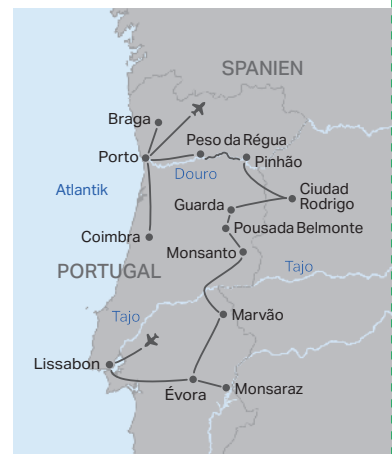 SPANIEN
Braga
Peso da Régua
Porto
Pinhão
Douro
Atlantik
Ciudad
Rodrigo
Guarda
Pousada Belmonte
Coimbra
Monsanto
PORTUGAL
Tajo
Tajo
Marvão
Lissabon
Évora
Monsaraz